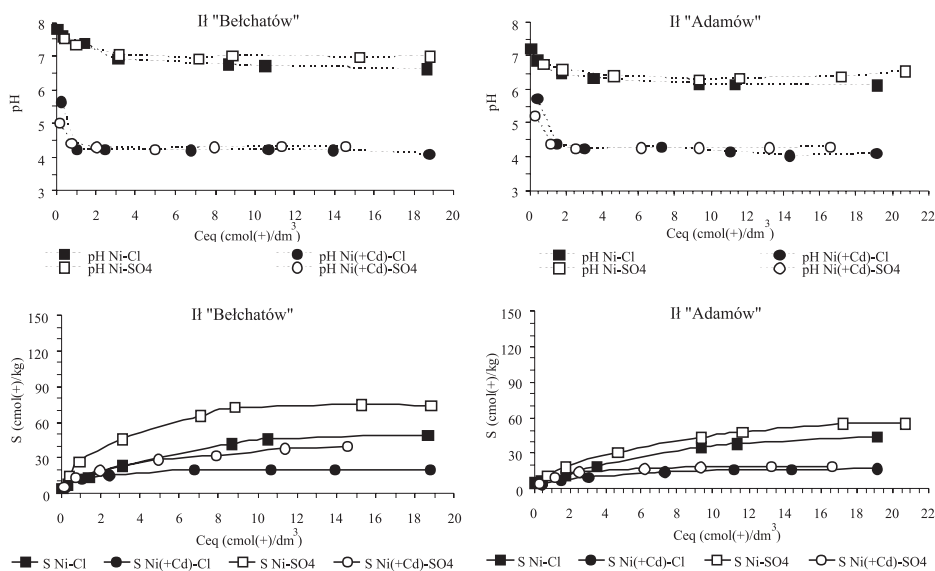 Ił "Bełchatów"
8
7
6
5
4
3
pH
0 2 4 6 8 10 12 14 16 18 20
Ceq (cmol(+)/dm3
pH Ni-Cl
pH Ni-SO4
pH Ni(+Cd)-Cl
pH Ni(+Cd)-SO4
Ił "Adamów"
8
7
6
5
4
3
pH
0 2 4 6 8 10 12 14 16 18 20 22
Ceq (cmol(+)/dm3
pH Ni-Cl
pH Ni-SO4
pH Ni(+Cd)-Cl
pH Ni(+Cd)-SO4
Ił "Bełchatów"
150
120
90
60
30
0
S (cmol(+)/kg)
0 2 4 6 8 10 12 14 16 18 20
Ceq (cmol(+)/dm3
S Ni-Cl S Ni(+Cd)-Cl S Ni-SO4 S Ni(+Cd)-SO4
Ił "Adamów"
150
120
90
60
30
0
S (cmol(+)/kg)
0 2 4 6 8 10 12 14 16 18 20 22
Ceq (cmol(+)/dm3
S Ni-Cl S Ni(+Cd)-Cl S Ni-SO4 S Ni(+Cd)-SO4